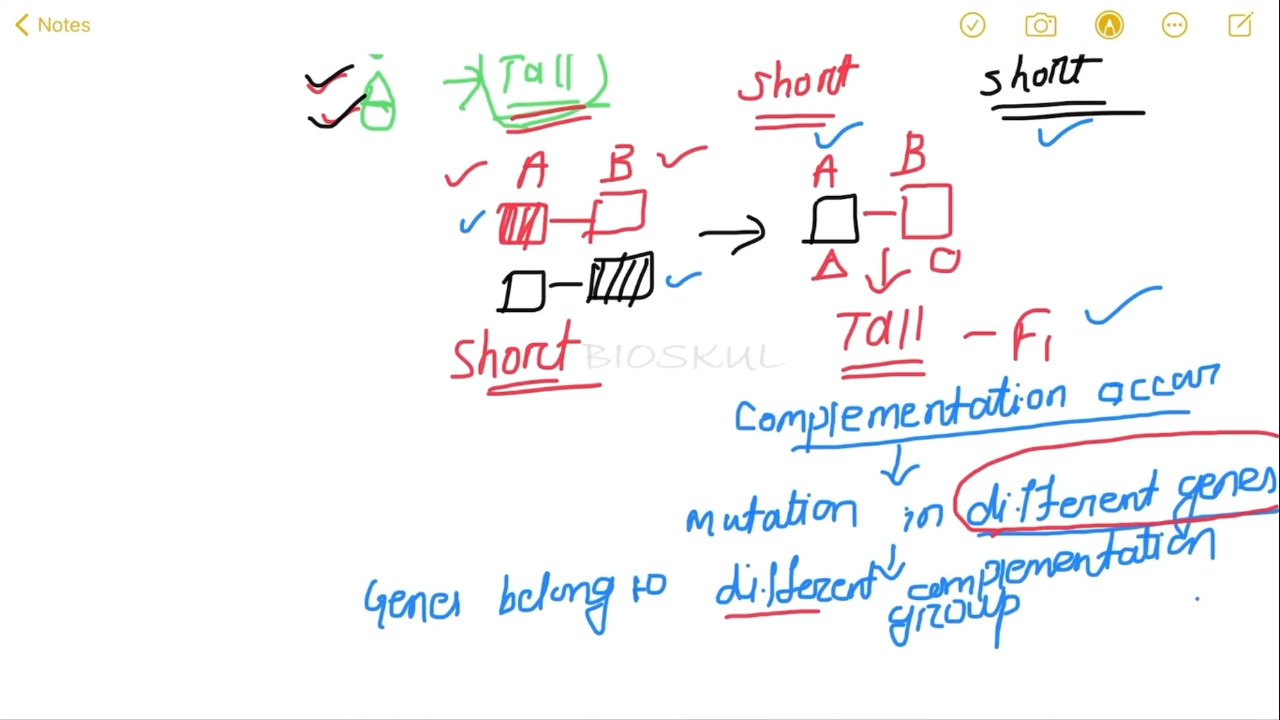 Notes
Tall short short
A B A B
Short
Tall - F1
BIOSKUL
Complementation occur
Mutation in different genes
Genes belong to different complementation
group